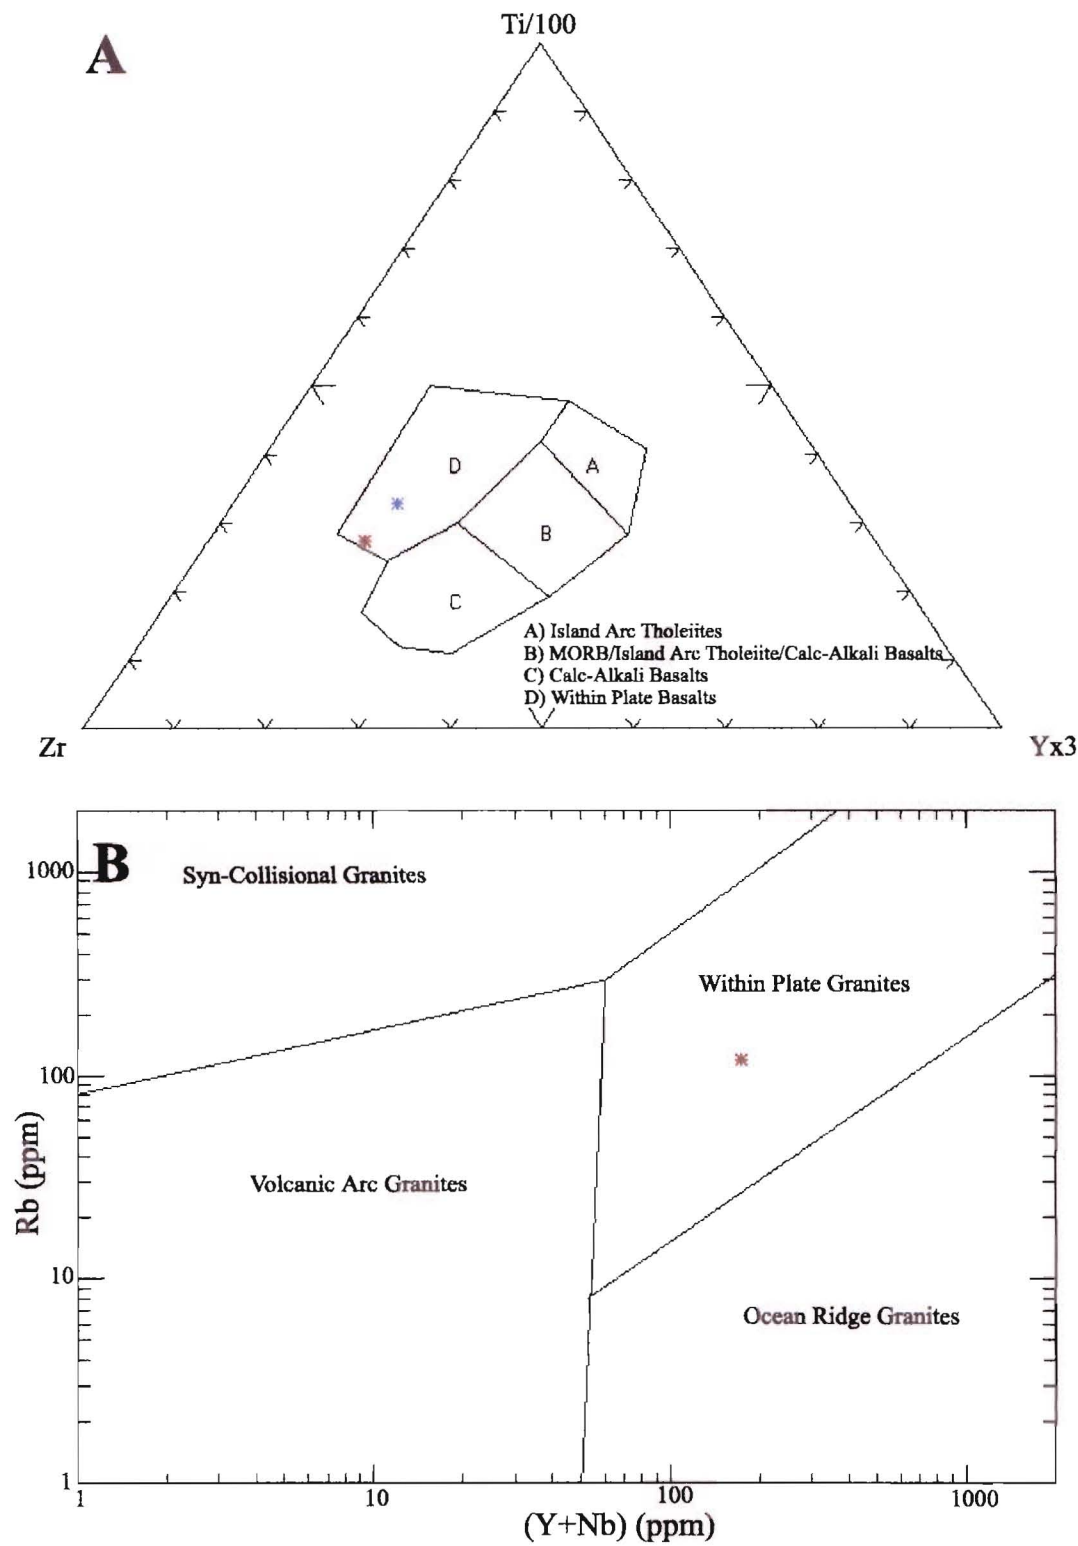 Ti/100
A
D
A
B
C
A) Island Arc Tholeiites
B) MORB/Island Arc Tholeiite/Calc-Alkali Basalts
C) Calc-Alkali Basalts
D) Within Plate Basalts
Zr
Yx3
B
1000
Syn-Collisional Granites
Within Plate Granites
100
Rb (ppm)
Volcanic Arc Granites
10
Ocean Ridge Granites
1
1
10
100
1000
(Y+Nb) (ppm)